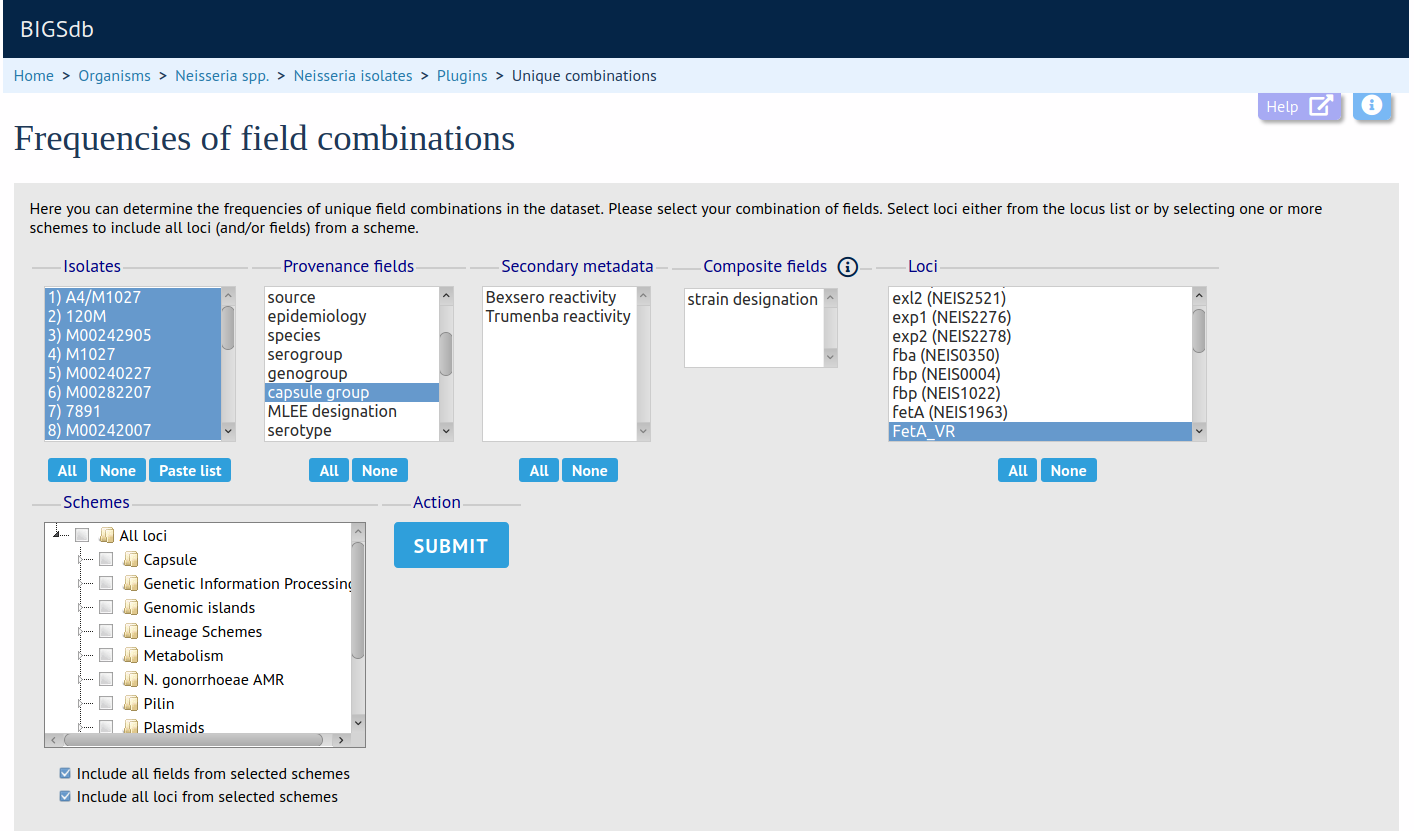 BIGSdb
Home > Organisms > Neisseria spp. > Neisseria isolates > Plugins > Unique combinations
Help
Frequencies of field combinations
Here you can determine the frequencies of unique field combinations in the dataset. Please select your combination of fields. Select loci either from the locus list or by selecting one or more
schemes to include all loci (and/or fields) from a scheme.
Isolates
1) A4/M1027
2) 120M
3) M00242905
4) M1027
5) M00240227
6) M00282207
7) 7891
8) M00242007
All None Paste list
Provenance fields
source
epidemiology
species
serogroup
genogroup
capsule group
MLEE designation
serotype
All None
Secondary metadata
Bexsero reactivity
Trumenba reactivity
All None
Composite fields
strain designation
Loci
exl2 (NEIS2521)
exp1 (NEIS2276)
exp2 (NEIS2278)
fba (NEIS0350)
fbp (NEIS0004)
fbp (NEIS1022)
fetA (NEIS1963)
FetA_VR
All None
Schemes
All loci
Capsule
Genetic Information Processing
Genomic islands
Lineage Schemes
Metabolism
N. gonorrhoeae AMR
Pilin
Plasmids
Include all fields from selected schemes
Include all loci from selected schemes
Action
SUBMIT